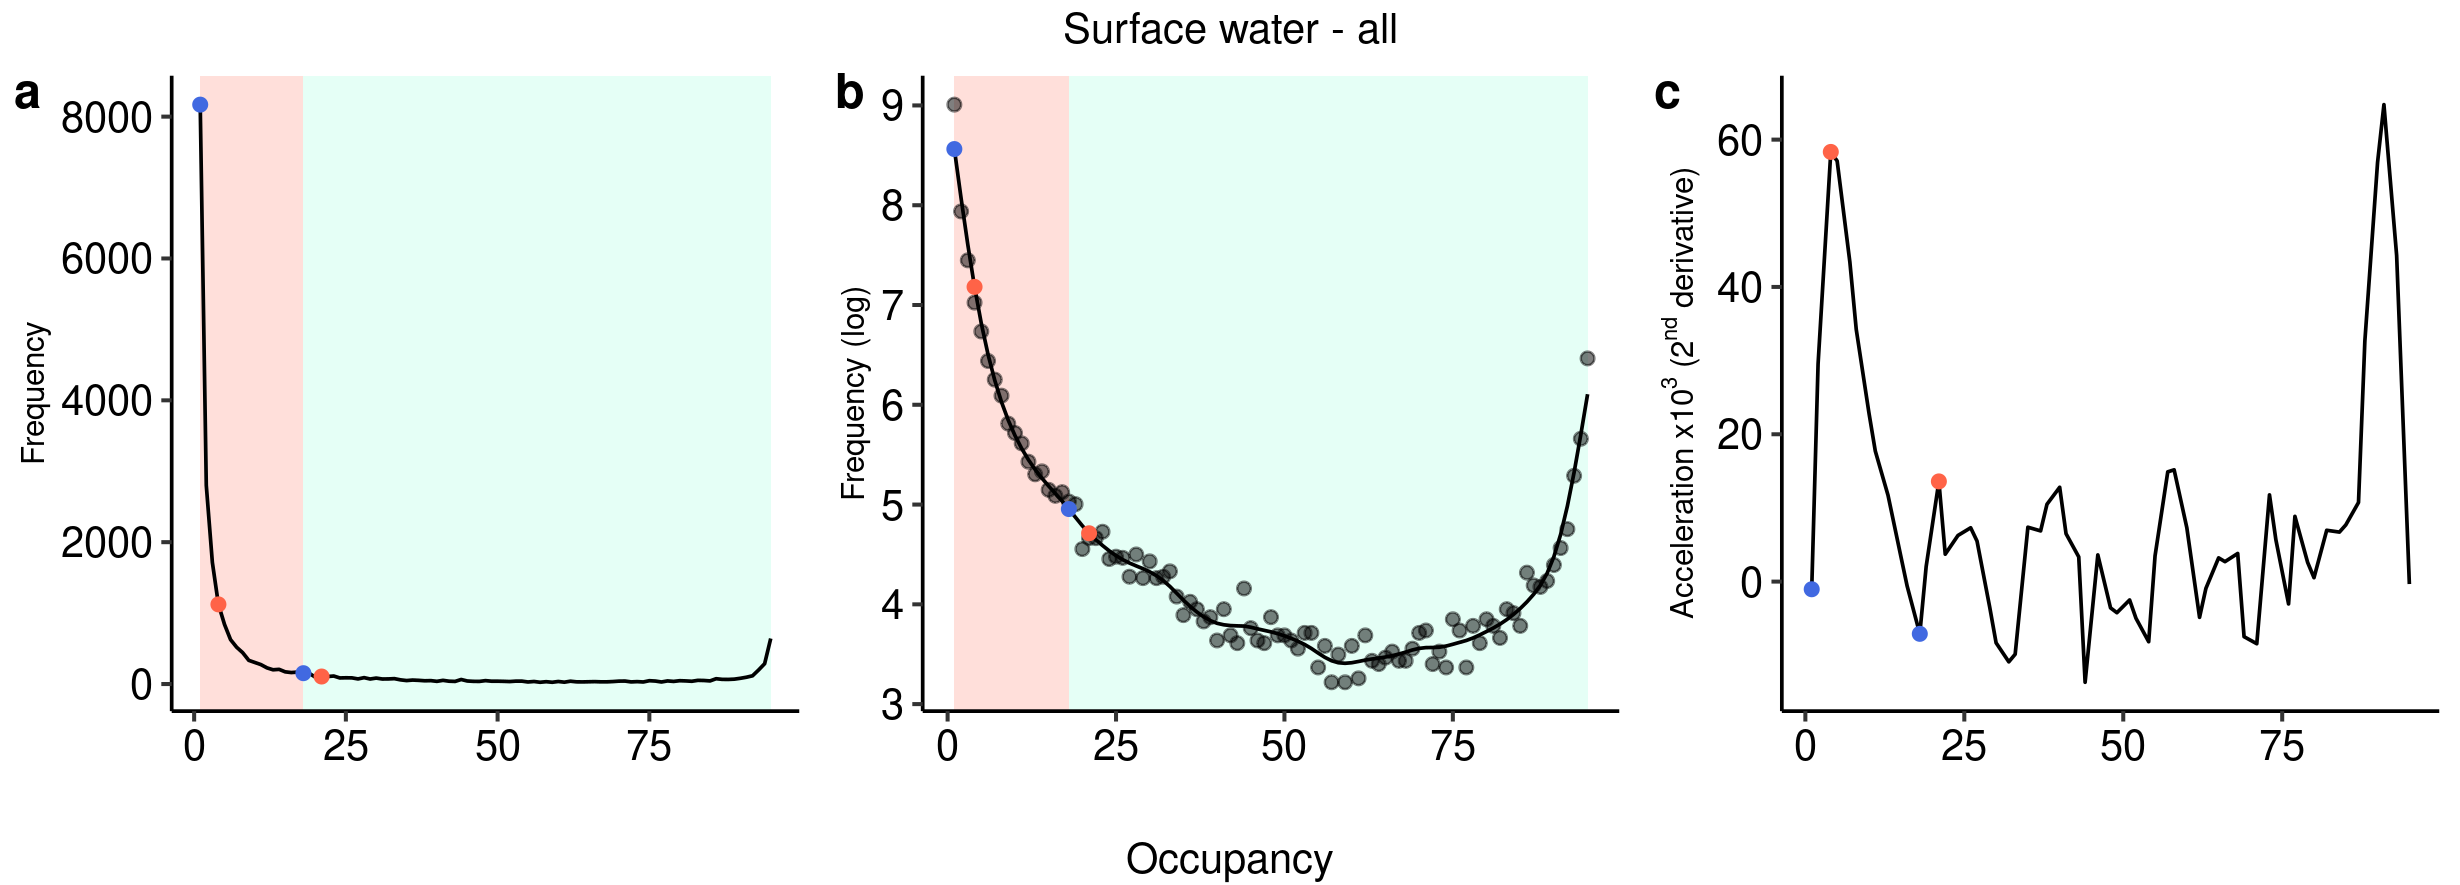 Surface water - all
a
Frequency
8000
6000
4000
2000
0
0 25 50 75
b
Frequency (log)
9
8
7
6
5
4
3
0 25 50 75
c
Acceleration x10³ (2ⁿᵈ derivative)
60
40
20
0
0 25 50 75
Occupancy